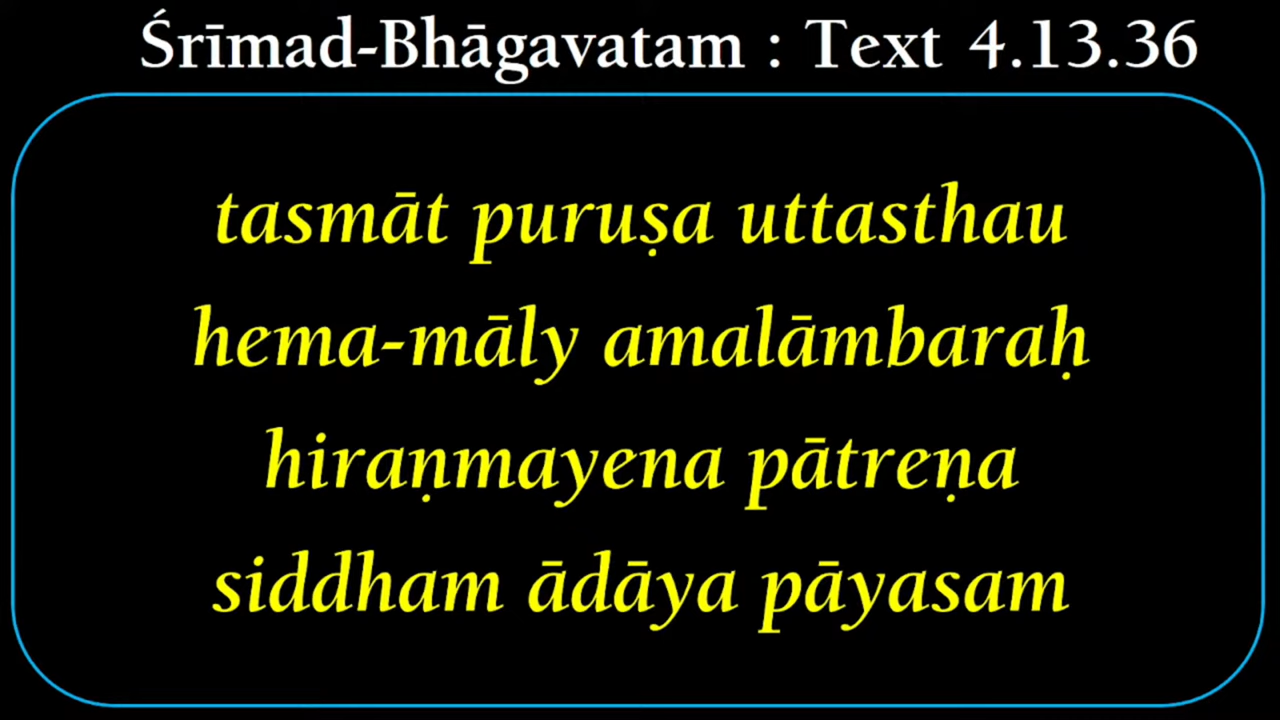 Śrīmad-Bhāgavatam : Text 4.13.36
tasmāt puruṣa uttasthau
hema-māly amalāmbaraḥ
hiraṇmayena pātreṇa
siddham ādāya pāyasam